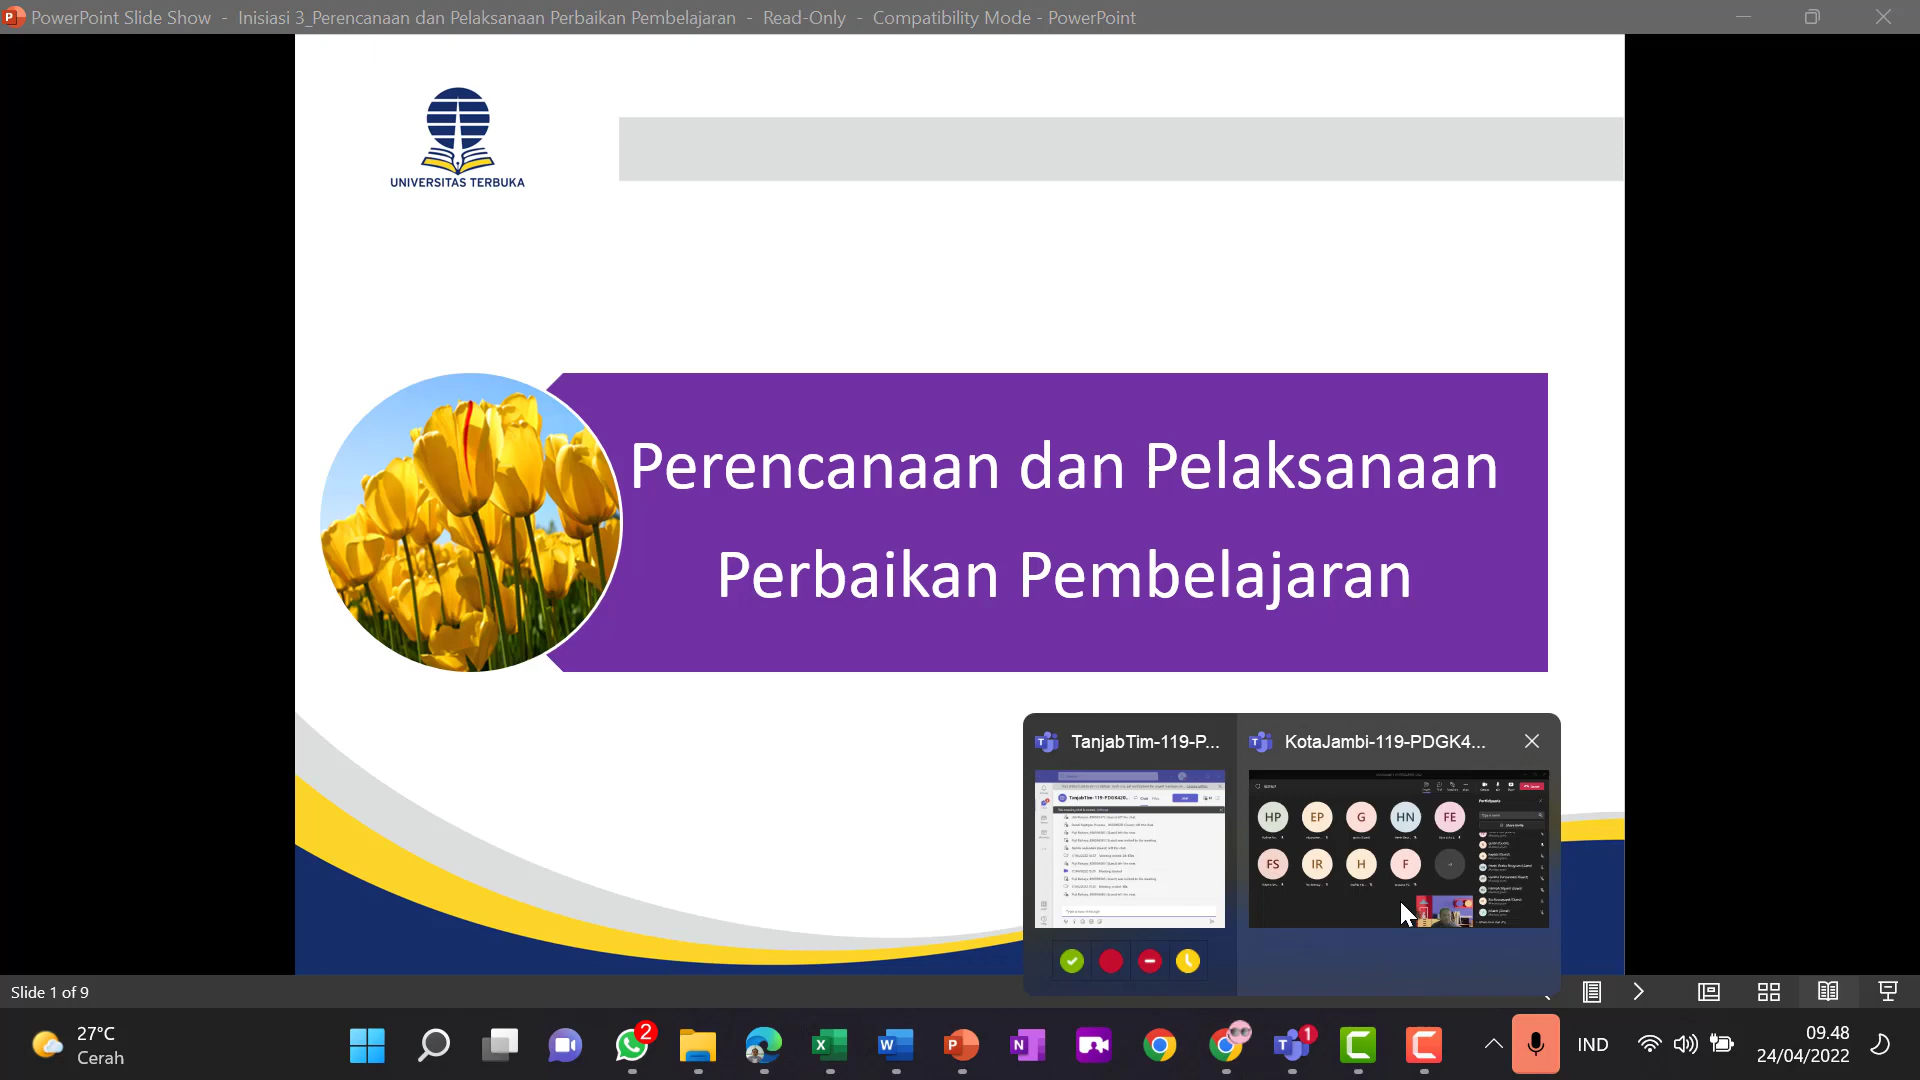 PowerPoint Slide Show - Inisiasi 3_Perencanaan dan Pelaksanaan Perbaikan Pembelajaran - Read-Only - Compatibility Mode - PowerPoint
UNIVERSITAS TERBUKA
Perencanaan dan Pelaksanaan
Perbaikan Pembelajaran
TanjabTim-119-P...
KotaJambi-119-PDGK4...
HP EP G HN FE
FS IR H F
Participants
Slide 1 of 9
27°C
Cerah
2
1
IND
09.48
24/04/2022